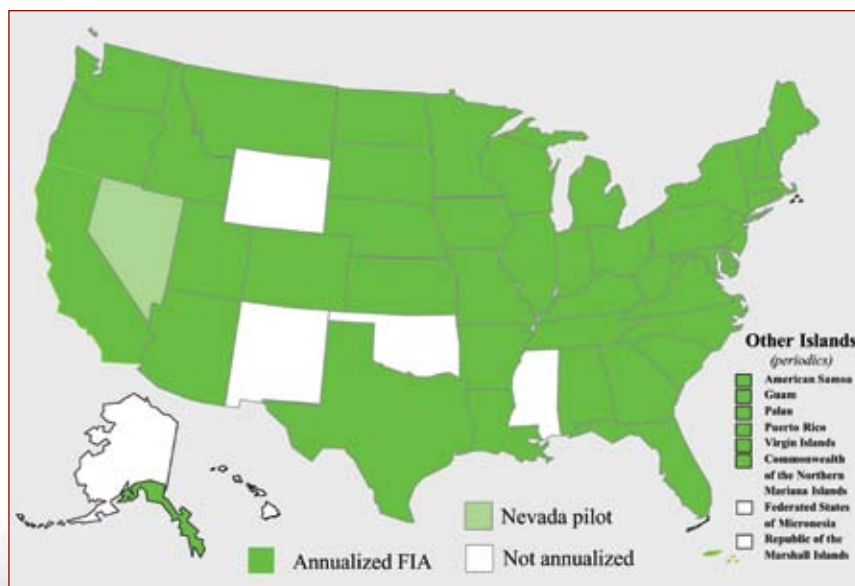 Other Islands
(periodics)
American Samoa
Guam
Palau
Puerto Rico
Virgin Islands
Commonwealth
of the Northern
Mariana Islands
Federated States
of Micronesia
Republic of the
Marshall Islands
Nevada pilot
Annualized FIA
Not annualized